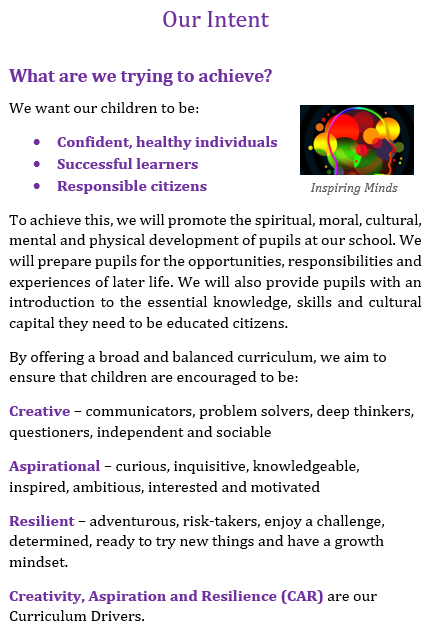 Our Intent
What are we trying to achieve?
We want our children to be:
• Confident, healthy individuals
• Successful learners
• Responsible citizens
Inspiring Minds
To achieve this, we will promote the spiritual, moral, cultural,
mental and physical development of pupils at our school. We
will prepare pupils for the opportunities, responsibilities and
experiences of later life. We will also provide pupils with an
introduction to the essential knowledge, skills and cultural
capital they need to be educated citizens.
By offering a broad and balanced curriculum, we aim to
ensure that children are encouraged to be:
Creative – communicators, problem solvers, deep thinkers,
questioners, independent and sociable
Aspirational – curious, inquisitive, knowledgeable,
inspired, ambitious, interested and motivated
Resilient – adventurous, risk-takers, enjoy a challenge,
determined, ready to try new things and have a growth
mindset.
Creativity, Aspiration and Resilience (CAR) are our
Curriculum Drivers.